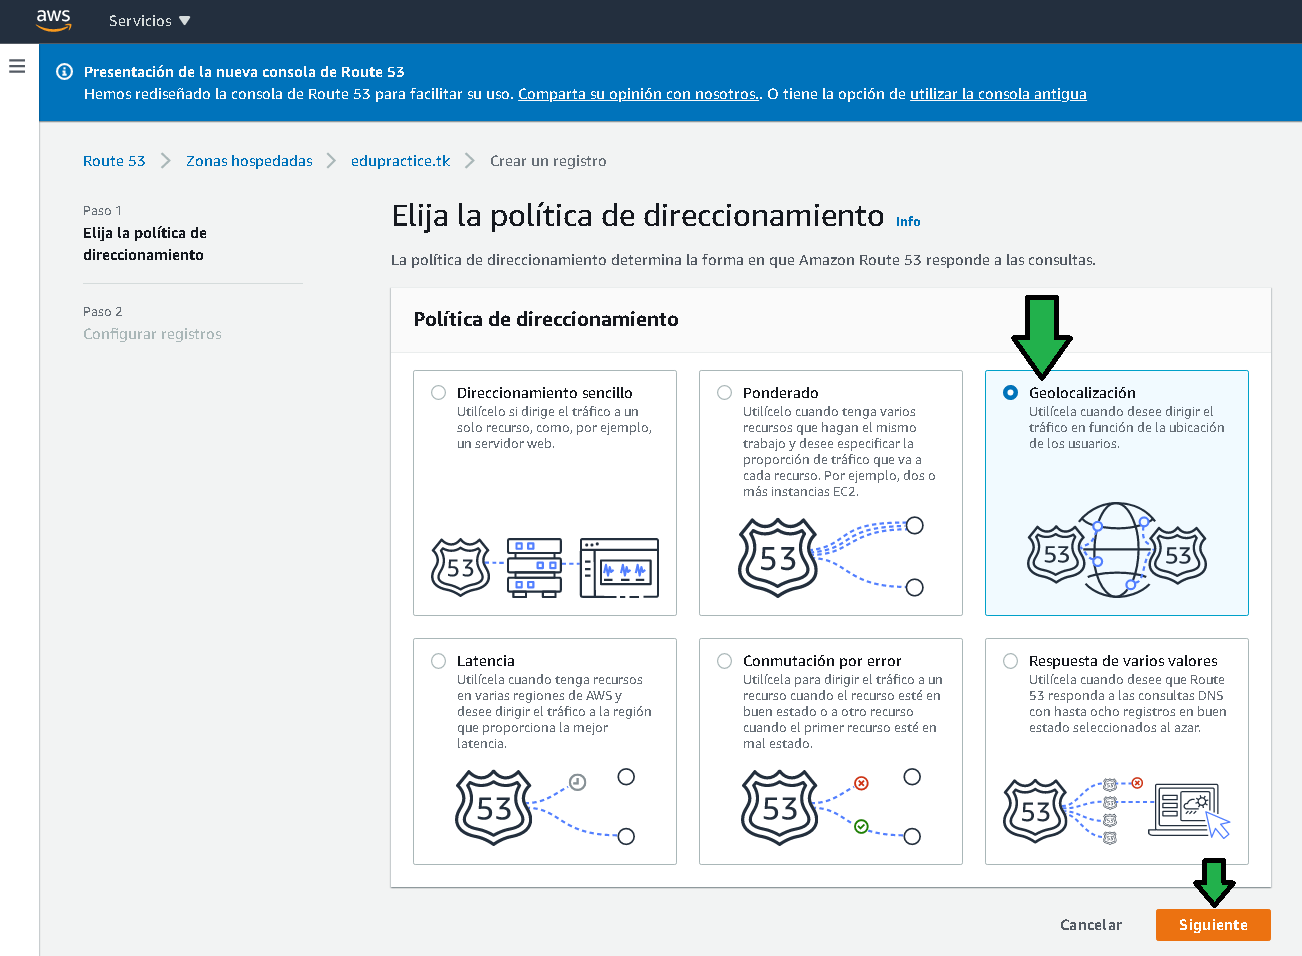 aws
Servicios
Presentación de la nueva consola de Route 53
Hemos rediseñado la consola de Route 53 para facilitar su uso. Comparta su opinión con nosotros.. O tiene la opción de utilizar la consola antigua
Route 53 > Zonas hospedadas > edupractice.tk > Crear un registro
Paso 1
Elija la política de
direccionamiento
Paso 2
Configurar registros
Elija la política de direccionamiento Info
La política de direccionamiento determina la forma en que Amazon Route 53 responde a las consultas.
Política de direccionamiento
Direccionamiento sencillo
Utilícelo si dirige el tráfico a un
solo recurso, como, por ejemplo,
un servidor web.
53
Ponderado
Utilícelo cuando tenga varios
recursos que hagan el mismo
trabajo y desee especificar la
proporción de tráfico que va a
cada recurso. Por ejemplo, dos o
más instancias EC2.
53
Geolocalización
Utilícela cuando desee dirigir el
tráfico en función de la ubicación
de los usuarios.
53
53
Latencia
Utilícela cuando tenga recursos
en varias regiones de AWS y
desee dirigir el tráfico a la región
que proporciona la mejor
latencia.
53
Conmutación por error
Utilícela para dirigir el tráfico a un
recurso cuando el recurso esté en
buen estado o a otro recurso
cuando el primer recurso esté en
mal estado.
53
Respuesta de varios valores
Utilícela cuando desee que Route
53 responda a las consultas DNS
con hasta ocho registros en buen
estado seleccionados al azar.
53
53
53
53
53
Cancelar
Siguiente